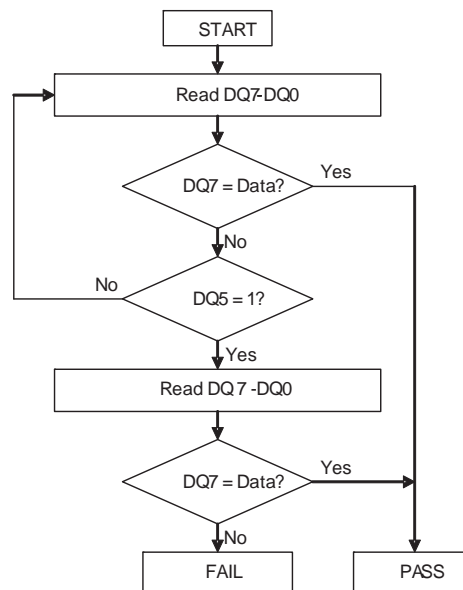 START
Read DQ7-DQ0
DQ7 = Data?
Yes
No
No
DQ5 = 1?
Yes
Read DQ 7 -DQ0
DQ7 = Data?
Yes
No
FAIL
PASS